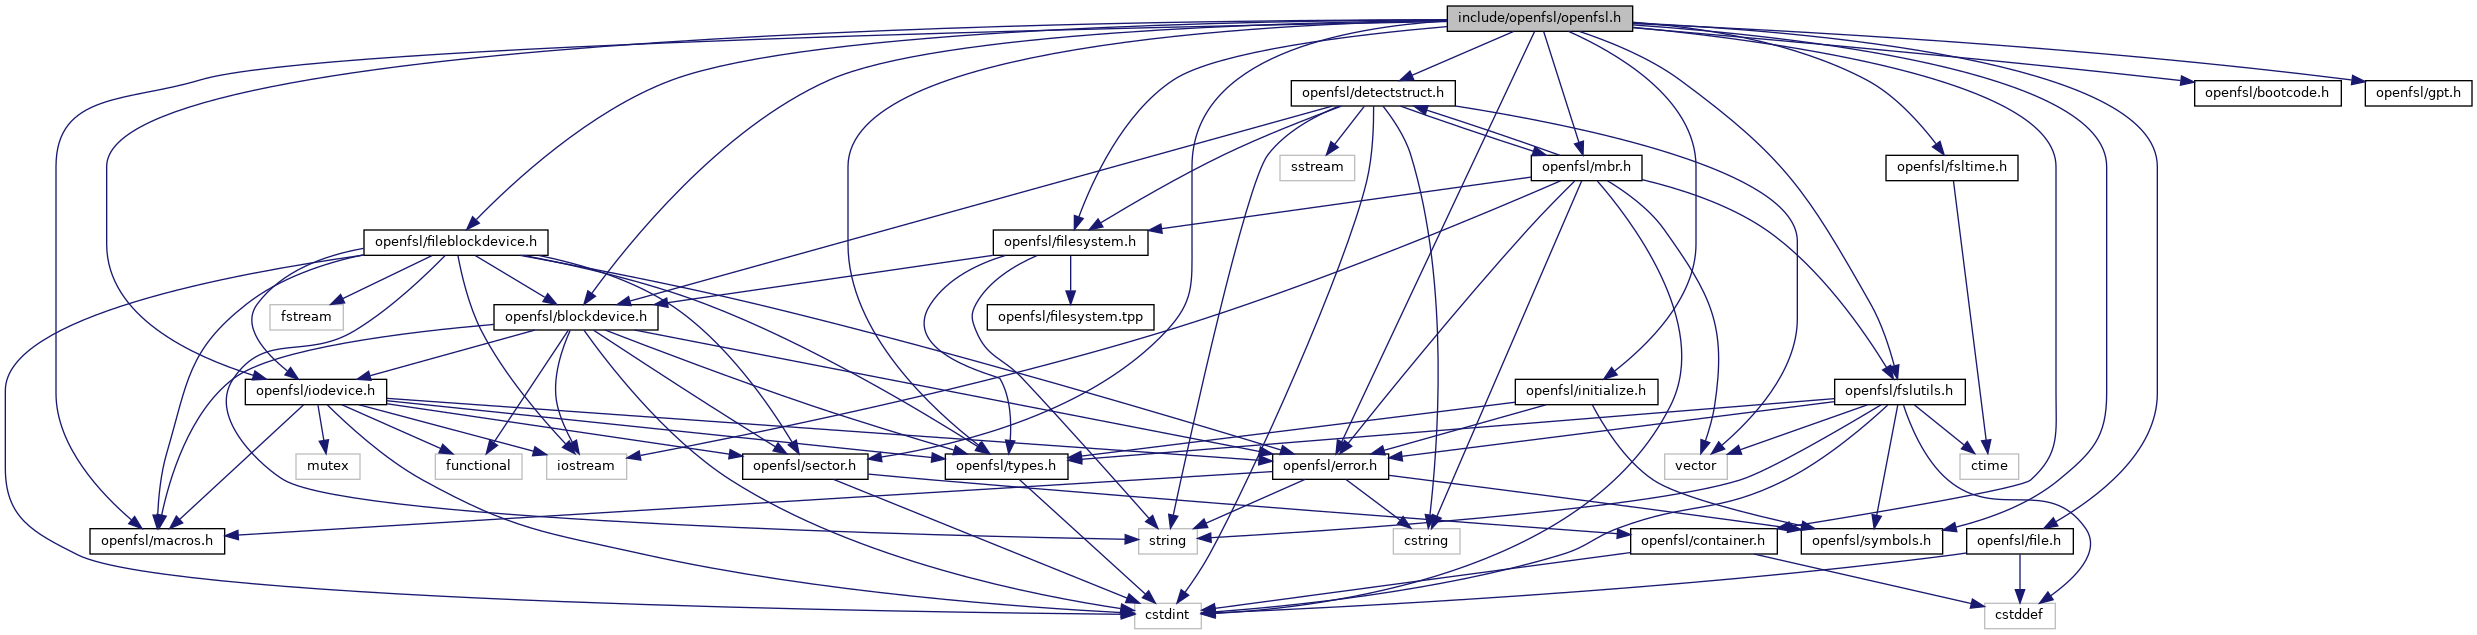 include/openfsl/openfsl.h
openfsl/detectstruct.h
openfsl/bootcode.h
openfsl/gpt.h
sstream
openfsl/mbr.h
openfsl/fsltime.h
openfsl/fileblockdevice.h
openfsl/filesystem.h
fstream
openfsl/blockdevice.h
openfsl/filesystem.tpp
openfsl/iodevice.h
openfsl/initialize.h
openfsl/fslutils.h
mutex
functional
iostream
openfsl/sector.h
openfsl/types.h
openfsl/error.h
vector
ctime
openfsl/macros.h
string
cstring
openfsl/container.h
openfsl/symbols.h
openfsl/file.h
cstdint
cstddef